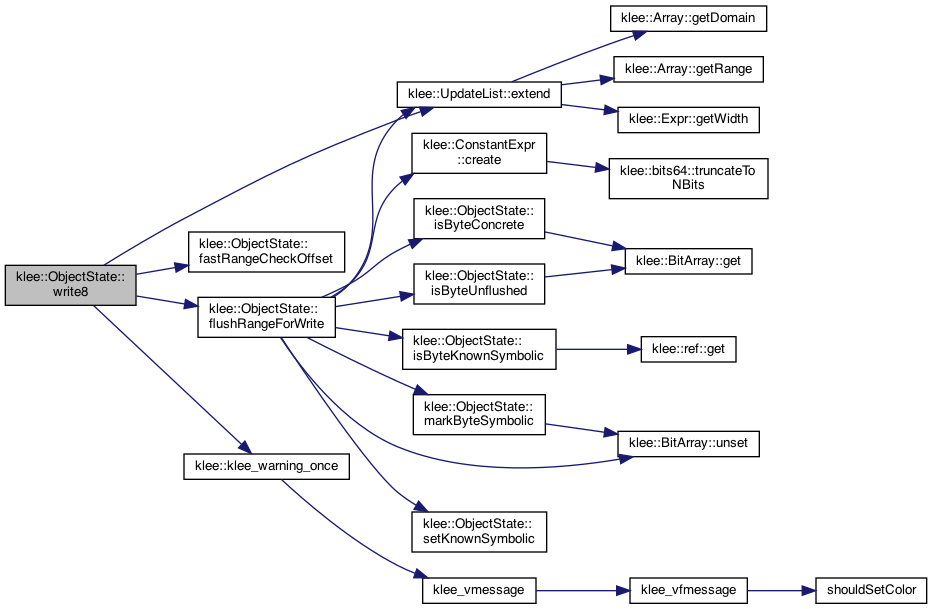 klee::Array::getDomain
klee::Array::getRange
klee::UpdateList::extend
klee::Expr::getWidth
klee::ConstantExpr
::create
klee::bits64::truncateTo
NBits
klee::ObjectState::
isByteConcrete
klee::ObjectState::
fastRangeCheckOffset
klee::BitArray::get
klee::ObjectState::
write8
klee::ObjectState::
isByteUnflushed
klee::ObjectState::
flushRangeForWrite
klee::ObjectState::
isByteKnownSymbolic
klee::ref::get
klee::ObjectState::
markByteSymbolic
klee::BitArray::unset
klee::klee_warning_once
klee::ObjectState::
setKnownSymbolic
klee_vmessage
klee_vfmessage
shouldSetColor